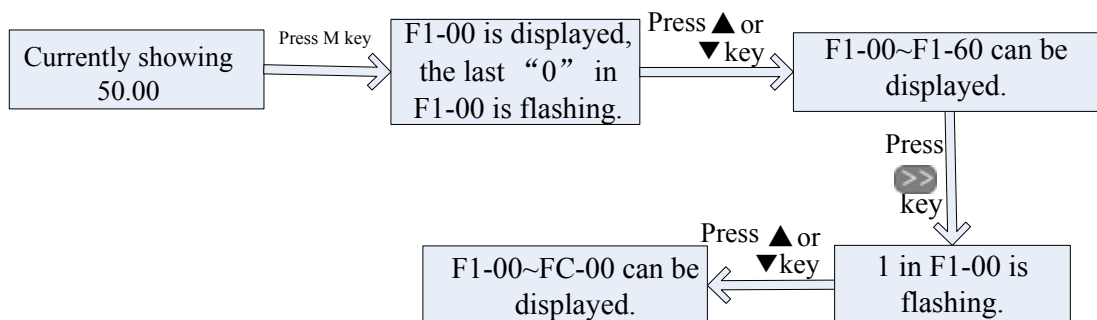 Currently showing
50.00
Press M key
F1-00 is displayed,
the last “0” in
F1-00 is flashing.
Press ▲ or
▼ key
F1-00~F1-60 can be
displayed.
Press
>>
key
1 in F1-00 is
flashing.
Press ▲ or
▼key
F1-00~FC-00 can be
displayed.